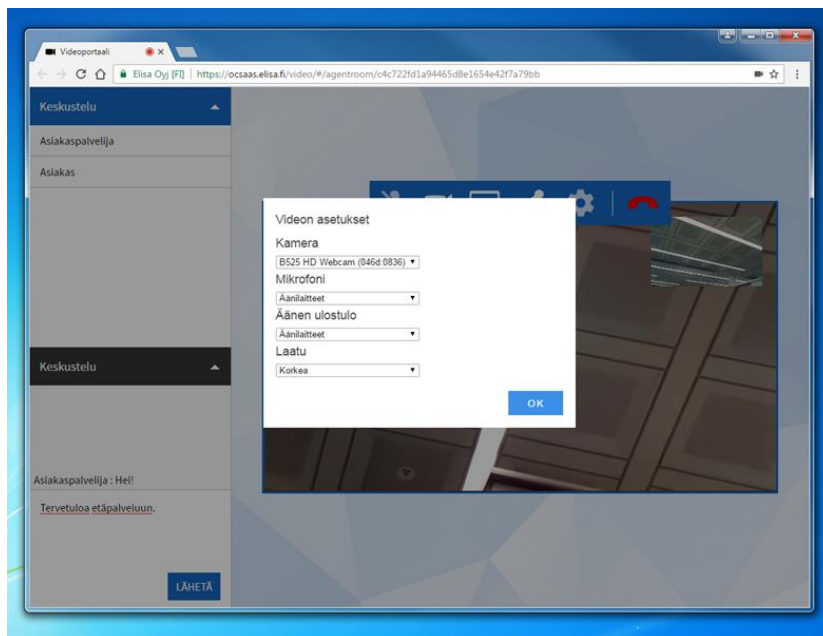 Videoportaali
Elisa Oyj [FI] | https://ocsaas.elisa.fi/video/#/agentroom/c4c722fd1a94465d8e1654e42f7a79bb
Keskustelu
Asiakaspalvelija
Asiakas
Videon asetukset
Kamera
B525 HD Webcam (046d:0836)
Mikrofoni
Äänilaitteet
Äänen ulostulo
Äänilaitteet
Laatu
Korkea
OK
Keskustelu
Asiakaspalvelija : Hei!
Tervetuloa etäpalveluun.
LÄHETÄ